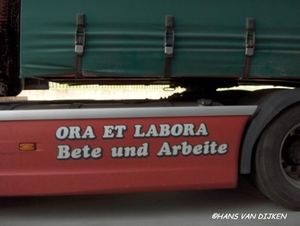 ORA ET LABORA
Bete und Arbeite
©HANS VAN DIJKEN